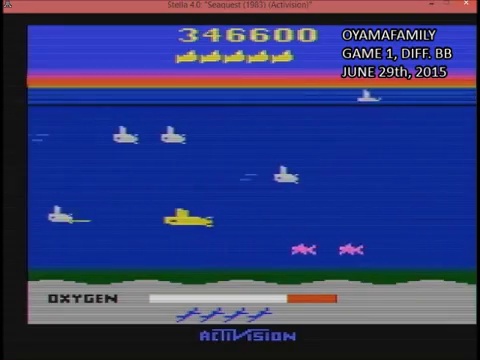 Stella 4.0: "Seaquest (1983) (Activision)"
346600
OYAMAFAMILY
GAME 1, DIFF. BB
JUNE 29th, 2015
OXYGEN
ACTIVISION